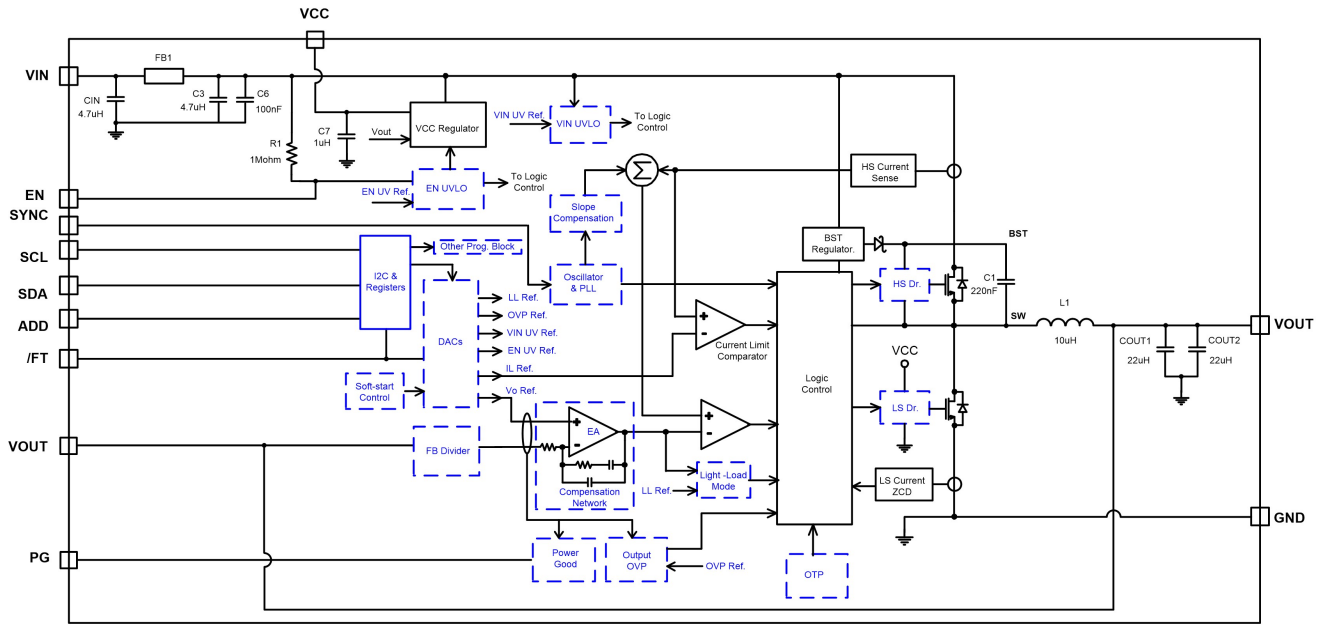 VCC
VIN
FB1
CIN
4.7uH
C3
4.7uH
C6
100nF
R1
1Mohm
C7
1uH
Vout
VCC Regulator
VIN UV Ref.
VIN UVLO
To Logic
Control
EN UV Ref.
EN UVLO
To Logic
Control
HS Current
Sense
Σ
Slope
Compensation
EN
SYNC
SCL
SDA
ADD
/FT
I2C &
Registers
Other Prog. Block
Oscillator
& PLL
DACs
LL Ref.
OVP Ref.
VIN UV Ref.
EN UV Ref.
IL Ref.
Vo Ref.
Soft-start
Control
BST
Regulator.
BST
HS Dr.
C1
220nF
SW
L1
10uH
VOUT
COUT1
22uH
COUT2
22uH
+
-
Current Limit
Comparator
Logic
Control
VCC
LS Dr.
VOUT
FB Divider
+
-
EA
Compensation
Network
+
-
LL Ref.
Light -Load
Mode
LS Current
ZCD
GND
PG
Power
Good
Output
OVP
OVP Ref.
OTP